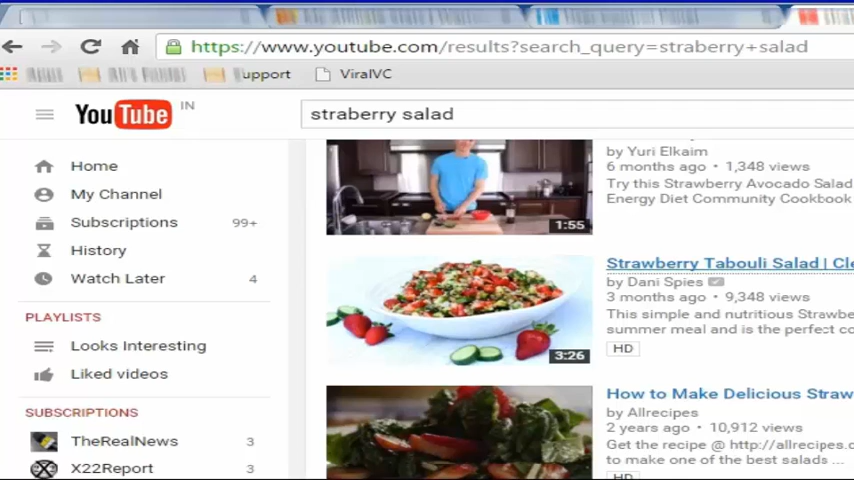 https://www.youtube.com/results?search_query=straberry+salad
upport
ViralVC
YouTube IN
straberry salad
Home
My Channel
Subscriptions 99+
History
Watch Later 4
PLAYLISTS
Looks Interesting
Liked videos
SUBSCRIPTIONS
TheRealNews 3
X22Report 3
by Yuri Elkaim
6 months ago • 1,348 views
Try this Strawberry Avocado Salad
Energy Diet Community Cookbook
1:55
Strawberry Tabouli Salad | Cle
by Dani Spies
3 months ago • 9,348 views
This simple and nutritious Strawbe
summer meal and is the perfect co
HD
3:26
How to Make Delicious Straw
by Allrecipes
2 years ago • 10,912 views
Get the recipe @ http://allrecipes.c
to make one of the best salads ...
HD